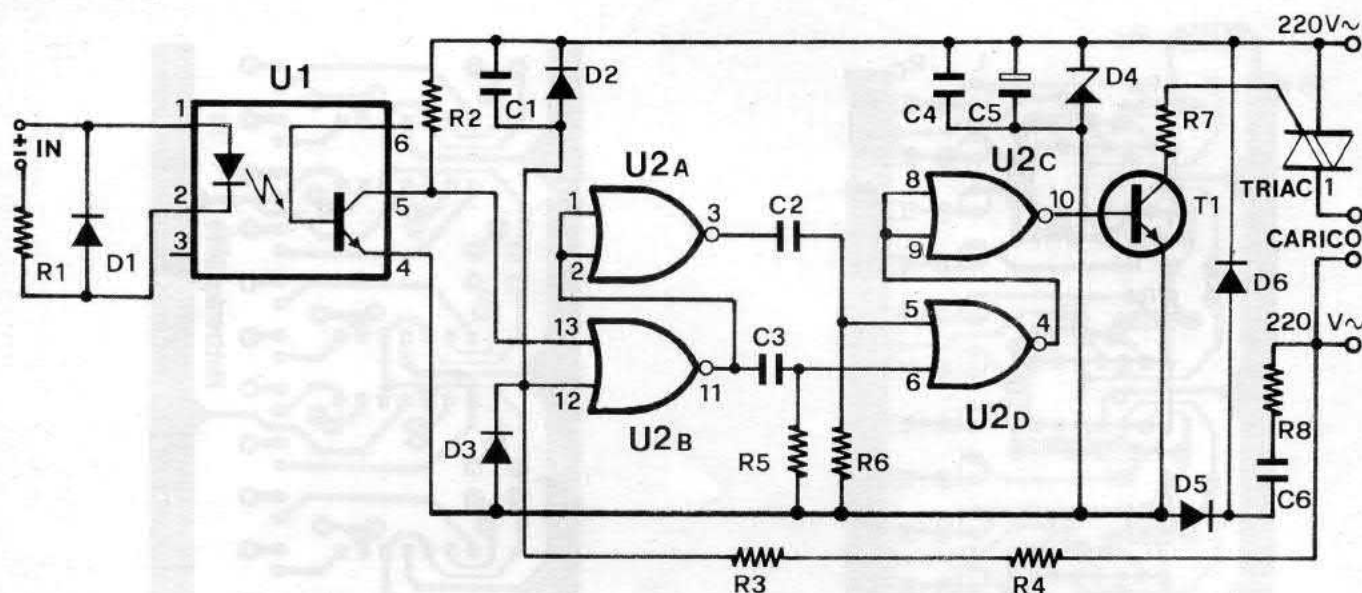 220V~
U1
R2
C1
D2
C4
C5
D4
R7
1
6
+
-
IN
2
5
3
4
R1
D1
U2A
1
2
3
C2
U2C
8
9
10
T1
TRIAC 1
CARICO
D6
13
12
U2B
11
C3
5
6
4
U2D
220 V~
D3
R5
R6
R8
D5
C6
R3
R4